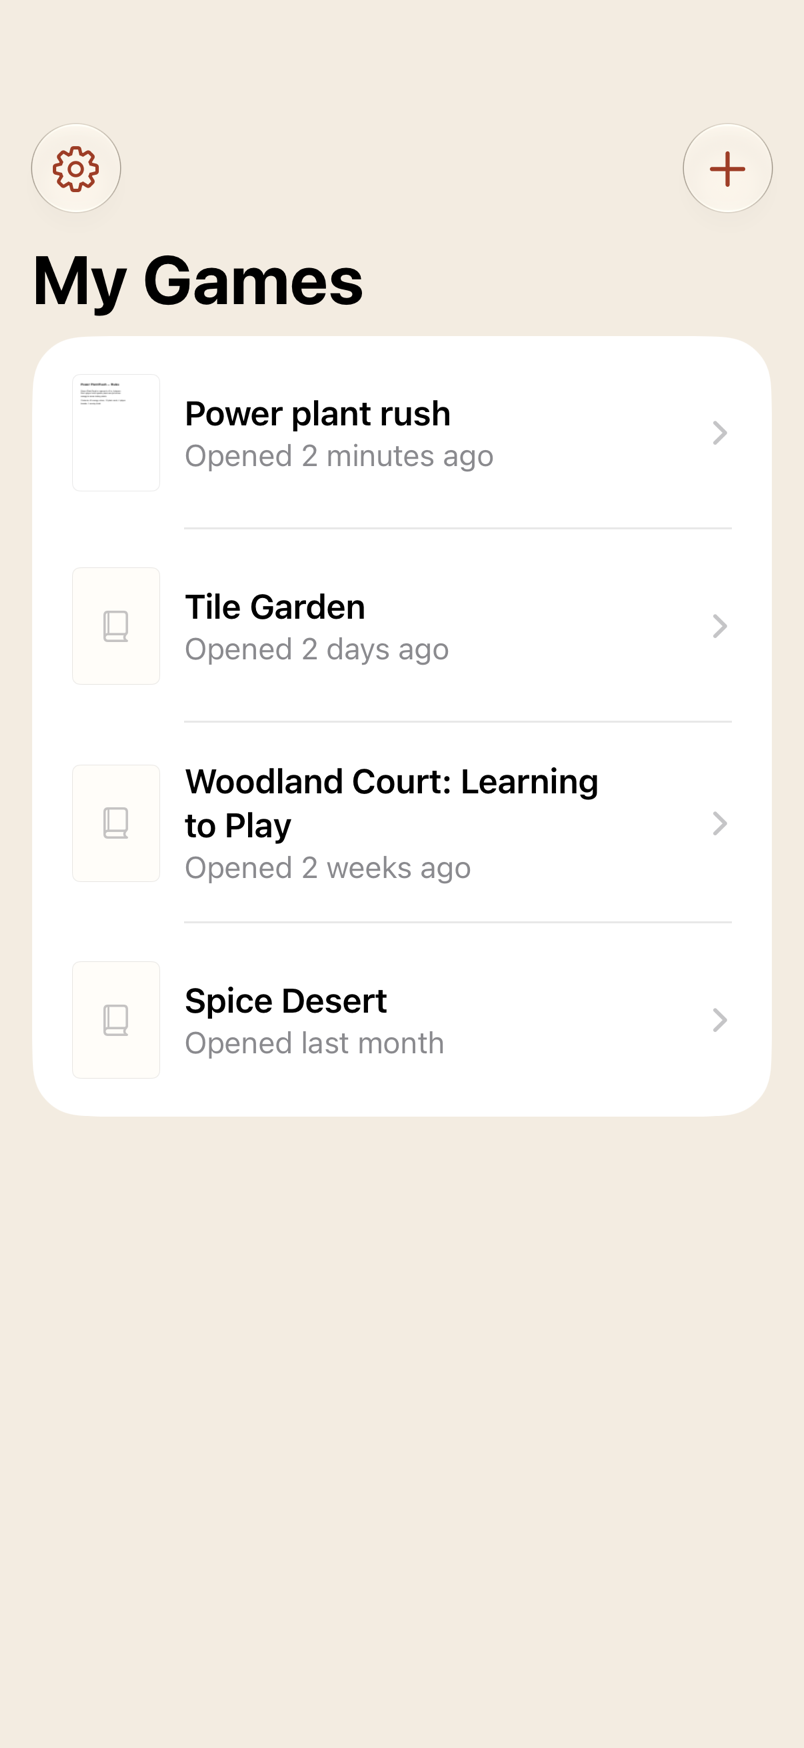 My Games
Power plant rush
Opened 2 minutes ago
Tile Garden
Opened 2 days ago
Woodland Court: Learning
to Play
Opened 2 weeks ago
Spice Desert
Opened last month